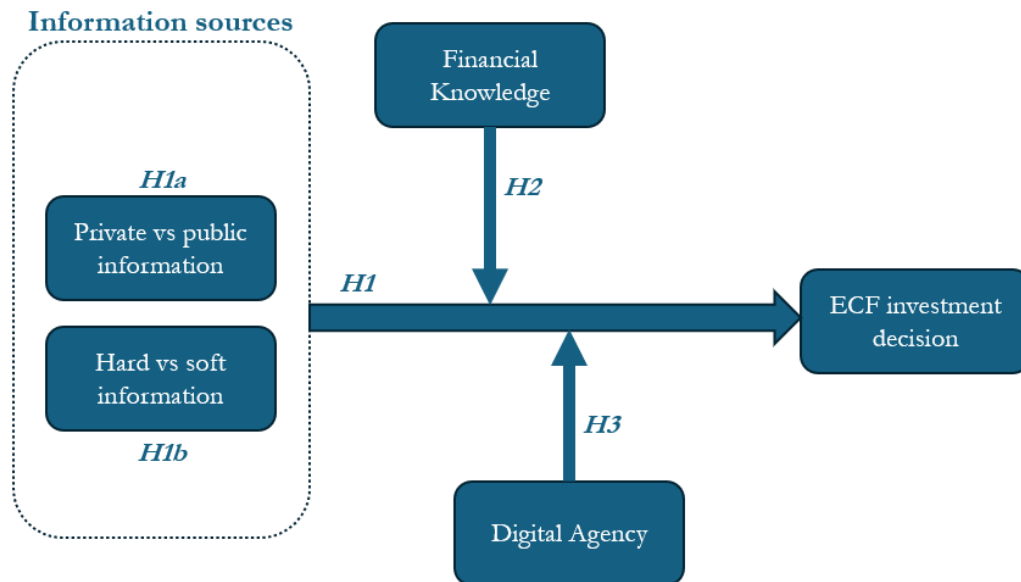 Information sources
Financial
Knowledge
H1a
H2
Private vs public
information
H1
ECF investment
decision
Hard vs soft
information
H3
H1b
Digital Agency